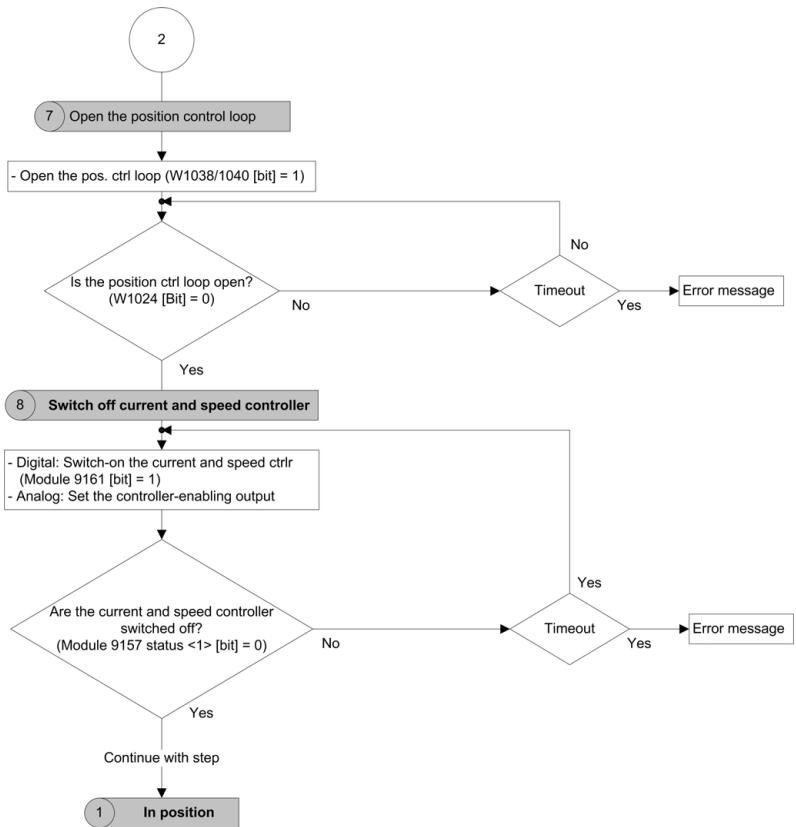 2
7 Open the position control loop
- Open the pos. ctrl loop (W1038/1040 [bit] = 1)
No
Is the position ctrl loop open?
(W1024 [Bit] = 0)
No
Timeout
Yes
Error message
Yes
8 Switch off current and speed controller
- Digital: Switch-on the current and speed ctrlr
(Module 9161 [bit] = 1)
- Analog: Set the controller-enabling output
Yes
Are the current and speed controller
switched off?
(Module 9157 status <1> [bit] = 0)
No
Timeout
Yes
Error message
Yes
Continue with step
1 In position